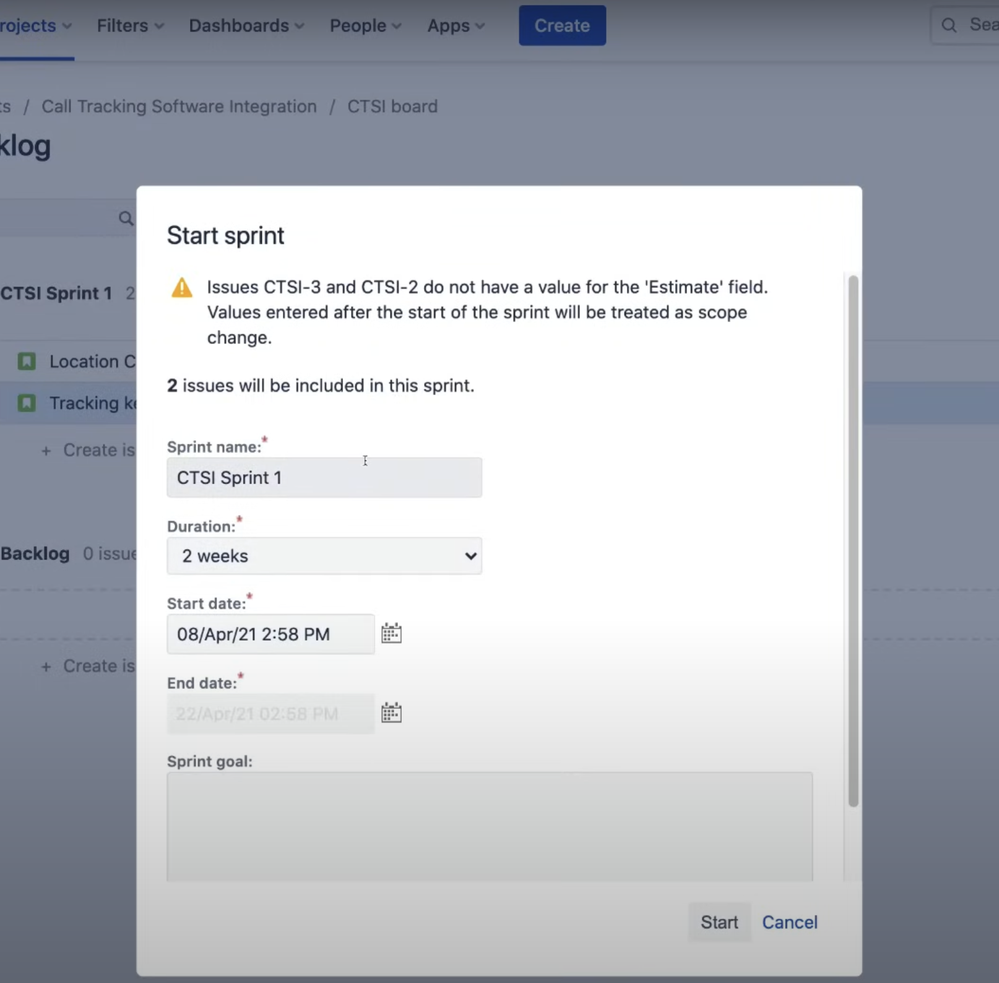 rojects Filters Dashboards People Apps Create Sea
ts / Call Tracking Software Integration / CTSI board
klog
Start sprint
Issues CTSI-3 and CTSI-2 do not have a value for the 'Estimate' field.
Values entered after the start of the sprint will be treated as scope
change.
2 issues will be included in this sprint.
CTSI Sprint 1 2
Location C
Tracking ke
+ Create is
Sprint name:*
CTSI Sprint 1
Duration:*
2 weeks
Backlog 0 issue
Start date:*
08/Apr/21 2:58 PM
+ Create is
End date:*
22/Apr/21 02:58 PM
Sprint goal:
Start Cancel